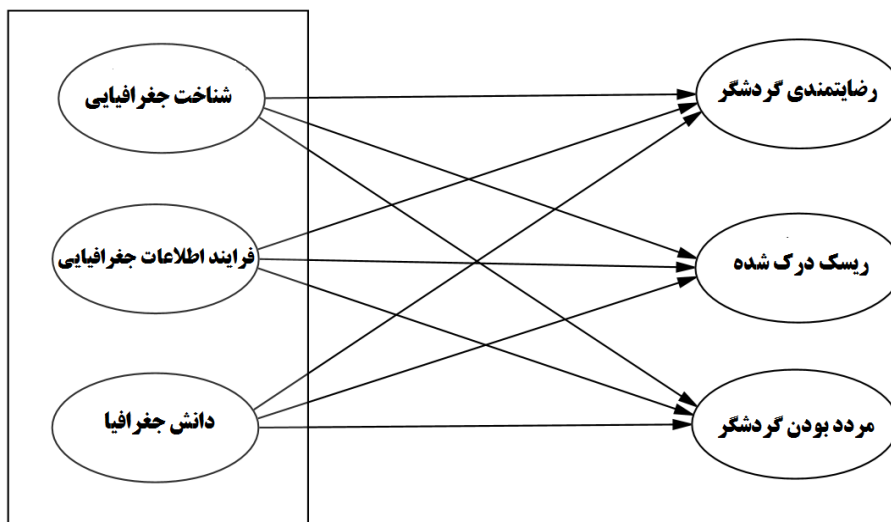 شناخت جغرافیایی
فرایند اطلاعات جغرافیایی
دانش جغرافیا
رضایتمندی گردشگر
ریسک درک شده
مردد بودن گردشگر